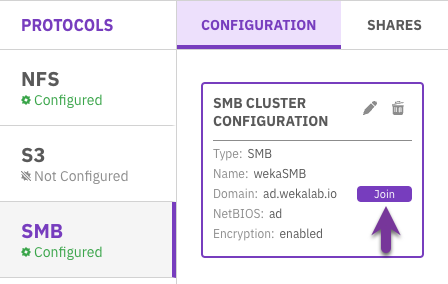 PROTOCOLS
CONFIGURATION
SHARES
NFS
Configured
S3
Not Configured
SMB
Configured
SMB CLUSTER
CONFIGURATION
Type: SMB
Name: wekaSMB
Domain: ad.wekalab.io
Join
NetBIOS: ad
Encryption: enabled